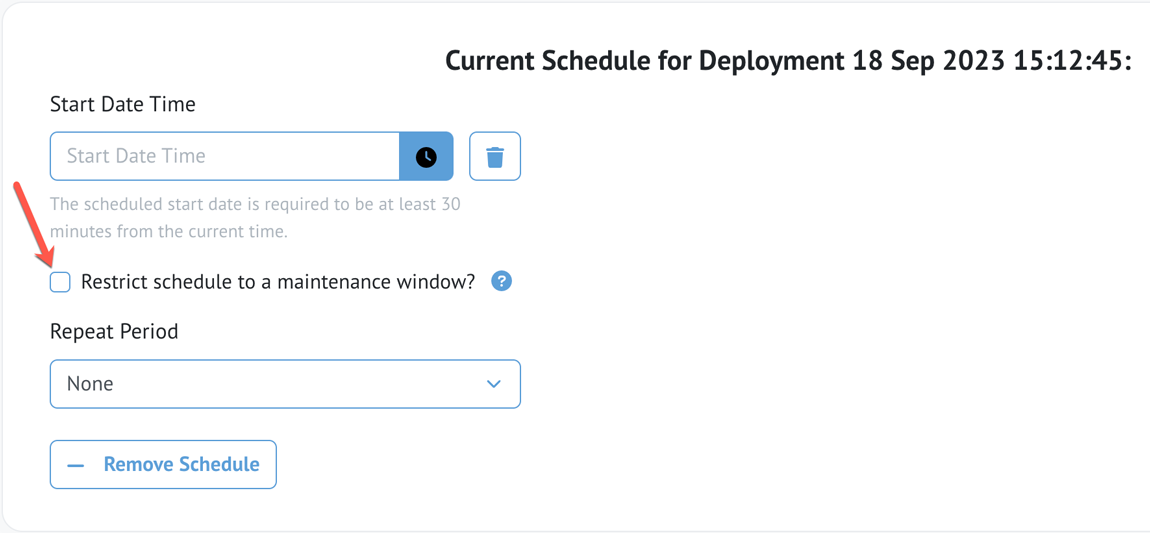 Current Schedule for Deployment 18 Sep 2023 15:12:45:
Start Date Time
Start Date Time
The scheduled start date is required to be at least 30
minutes from the current time.
Restrict schedule to a maintenance window? ?
Repeat Period
None
Remove Schedule